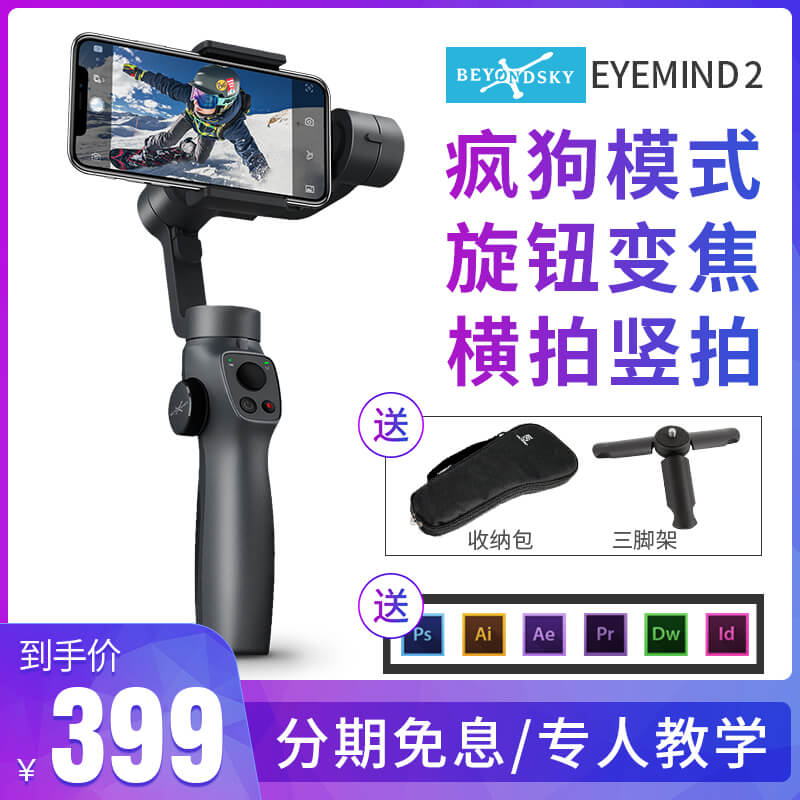 BEYONDSKY EYEMIND 2
疯狗模式
旋钮变焦
横拍竖拍
送
收纳包 三脚架
送
Ps Ai Ae Pr Dw Id
到手价
¥399
分期免息/专人教学